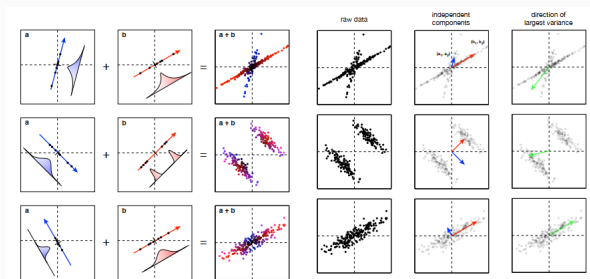 raw data
independent
components
direction of
largest variance
a
b
a + b
+
=
a
b
a + b
+
=
a
b
a + b
+
=